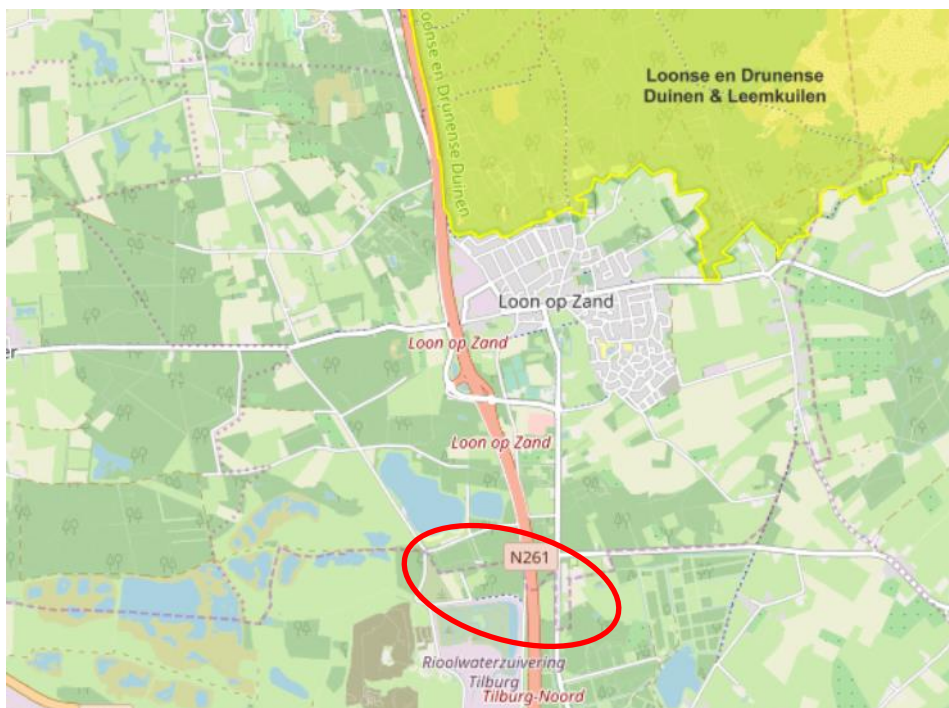 Loonse en Drunense
Duinen & Leemkuilen
Loonse en Drunense Duinen
Loon op Zand
Loon op Zand
er
Loon op Zand
N261
Rioolwaterzuivering
Tilburg
Tilburg-Noord